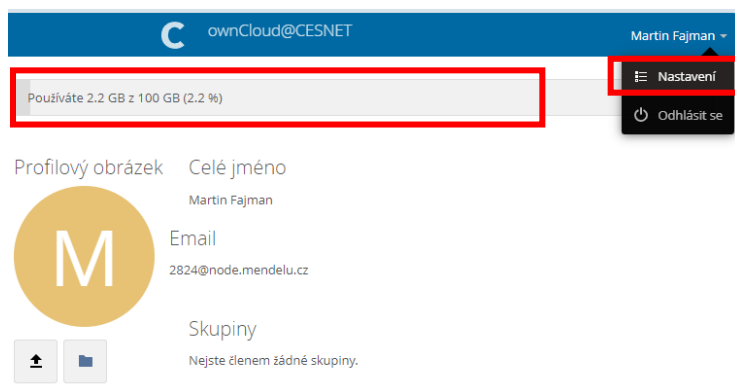 C ownCloud@CESNET
Martin Fajman
Nastavení
Používáte 2.2 GB z 100 GB (2.2 %)
Odhlásit se
Profilový obrázek
Celé jméno
Martin Fajman
M
Email
2824@node.mendelu.cz
Skupiny
Nejste členem žádné skupiny.